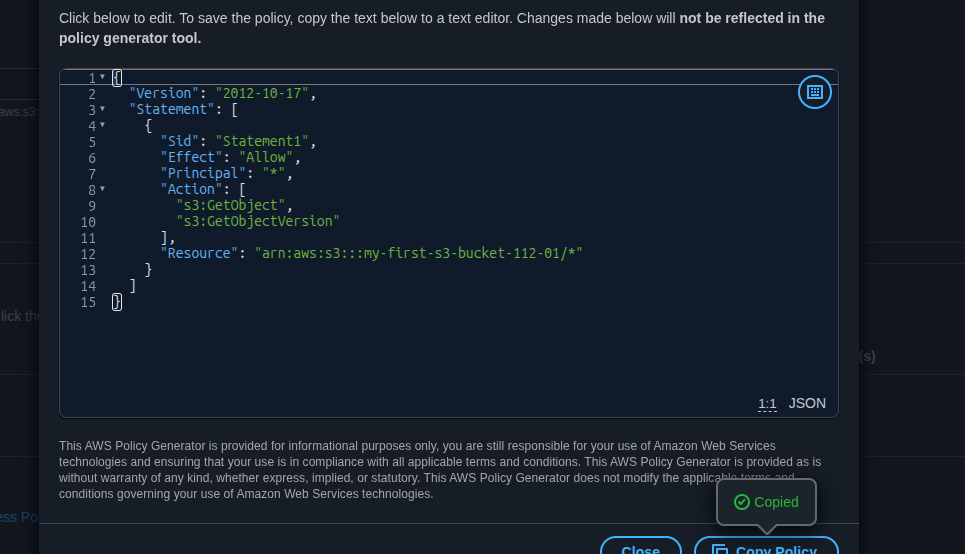 Click below to edit. To save the policy, copy the text below to a text editor. Changes made below will not be reflected in the
policy generator tool.
1 {
2 "Version": "2012-10-17",
3 "Statement": [
4 {
5 "Sid": "Statement1",
6 "Effect": "Allow",
7 "Principal": "*",
8 "Action": [
9 "s3:GetObject",
10 "s3:GetObjectVersion"
11 ],
12 "Resource": "arn:aws:s3:::my-first-s3-bucket-112-01/*"
13 }
14 ]
15 }
aws:s3:
lick the
(s)
1:1 JSON
This AWS Policy Generator is provided for informational purposes only, you are still responsible for your use of Amazon Web Services
technologies and ensuring that your use is in compliance with all applicable terms and conditions. This AWS Policy Generator is provided as is
without warranty of any kind, whether express, implied, or statutory. This AWS Policy Generator does not modify the applicable terms and
conditions governing your use of Amazon Web Services technologies.
Copied
ess Po
Close Copy Policy